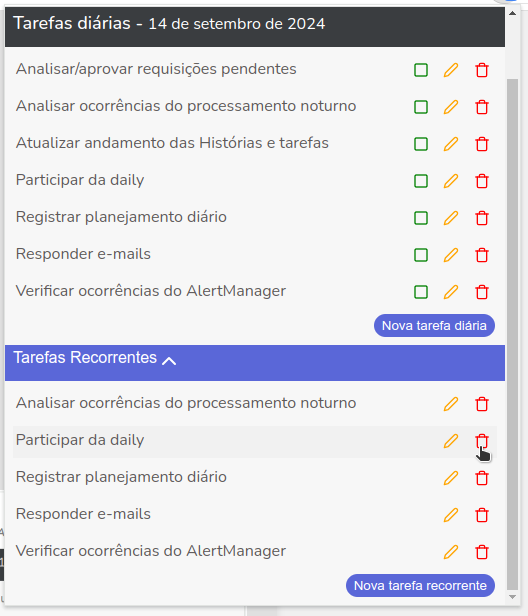 Tarefas diárias - 14 de setembro de 2024
Analisar/aprovar requisições pendentes
Analisar ocorrências do processamento noturno
Atualizar andamento das Histórias e tarefas
Participar da daily
Registrar planejamento diário
Responder e-mails
Verificar ocorrências do AlertManager
Nova tarefa diária
Tarefas Recorrentes
Analisar ocorrências do processamento noturno
Participar da daily
Registrar planejamento diário
Responder e-mails
Verificar ocorrências do AlertManager
Nova tarefa recorrente